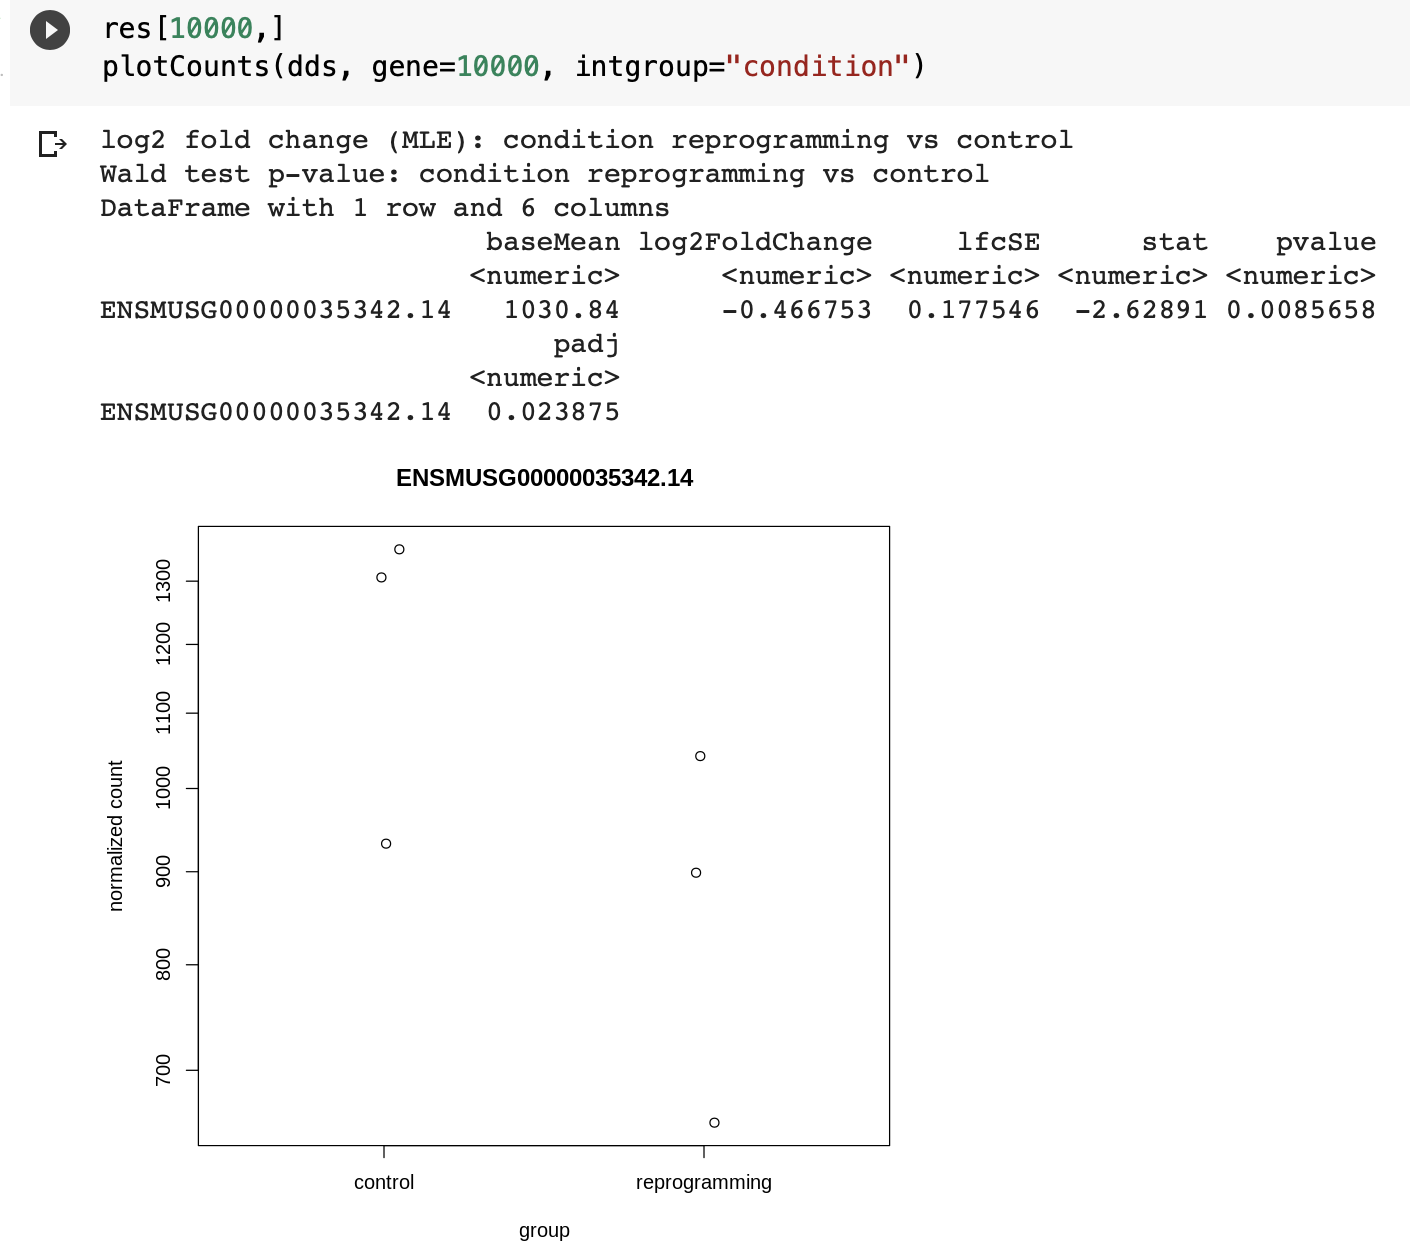 res[10000,]
plotCounts(dds, gene=10000, intgroup="condition")
log2 fold change (MLE): condition reprogramming vs control
Wald test p-value: condition reprogramming vs control
DataFrame with 1 row and 6 columns
baseMean log2FoldChange lfcSE stat pvalue
<numeric> <numeric> <numeric> <numeric> <numeric>
ENSMUSG00000035342.14 1030.84 -0.466753 0.177546 -2.62891 0.0085658
padj
<numeric>
ENSMUSG00000035342.14 0.023875
ENSMUSG00000035342.14
1300
1200
1100
1000
900
800
700
normalized count
control reprogramming
group